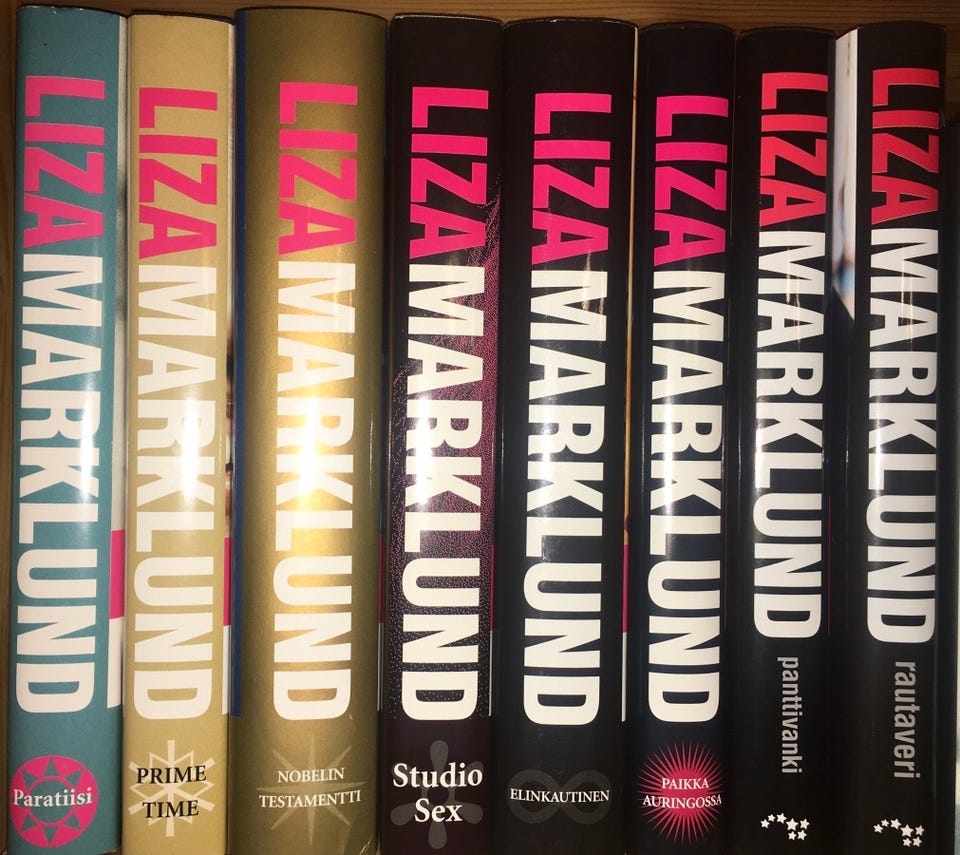 LIZA MARKLUND
Paratiisi
LIZA MARKLUND
PRIME
TIME
LIZA MARKLUND
NOBELIN
TESTAMENTTI
LIZA MARKLUND
Studio
Sex
LIZA MARKLUND
ELINKAUTINEN
LIZA MARKLUND
PAIKKA
AURINGOSSA
LIZA MARKLUND
panttivanki
LIZA MARKLUND
rautaveri